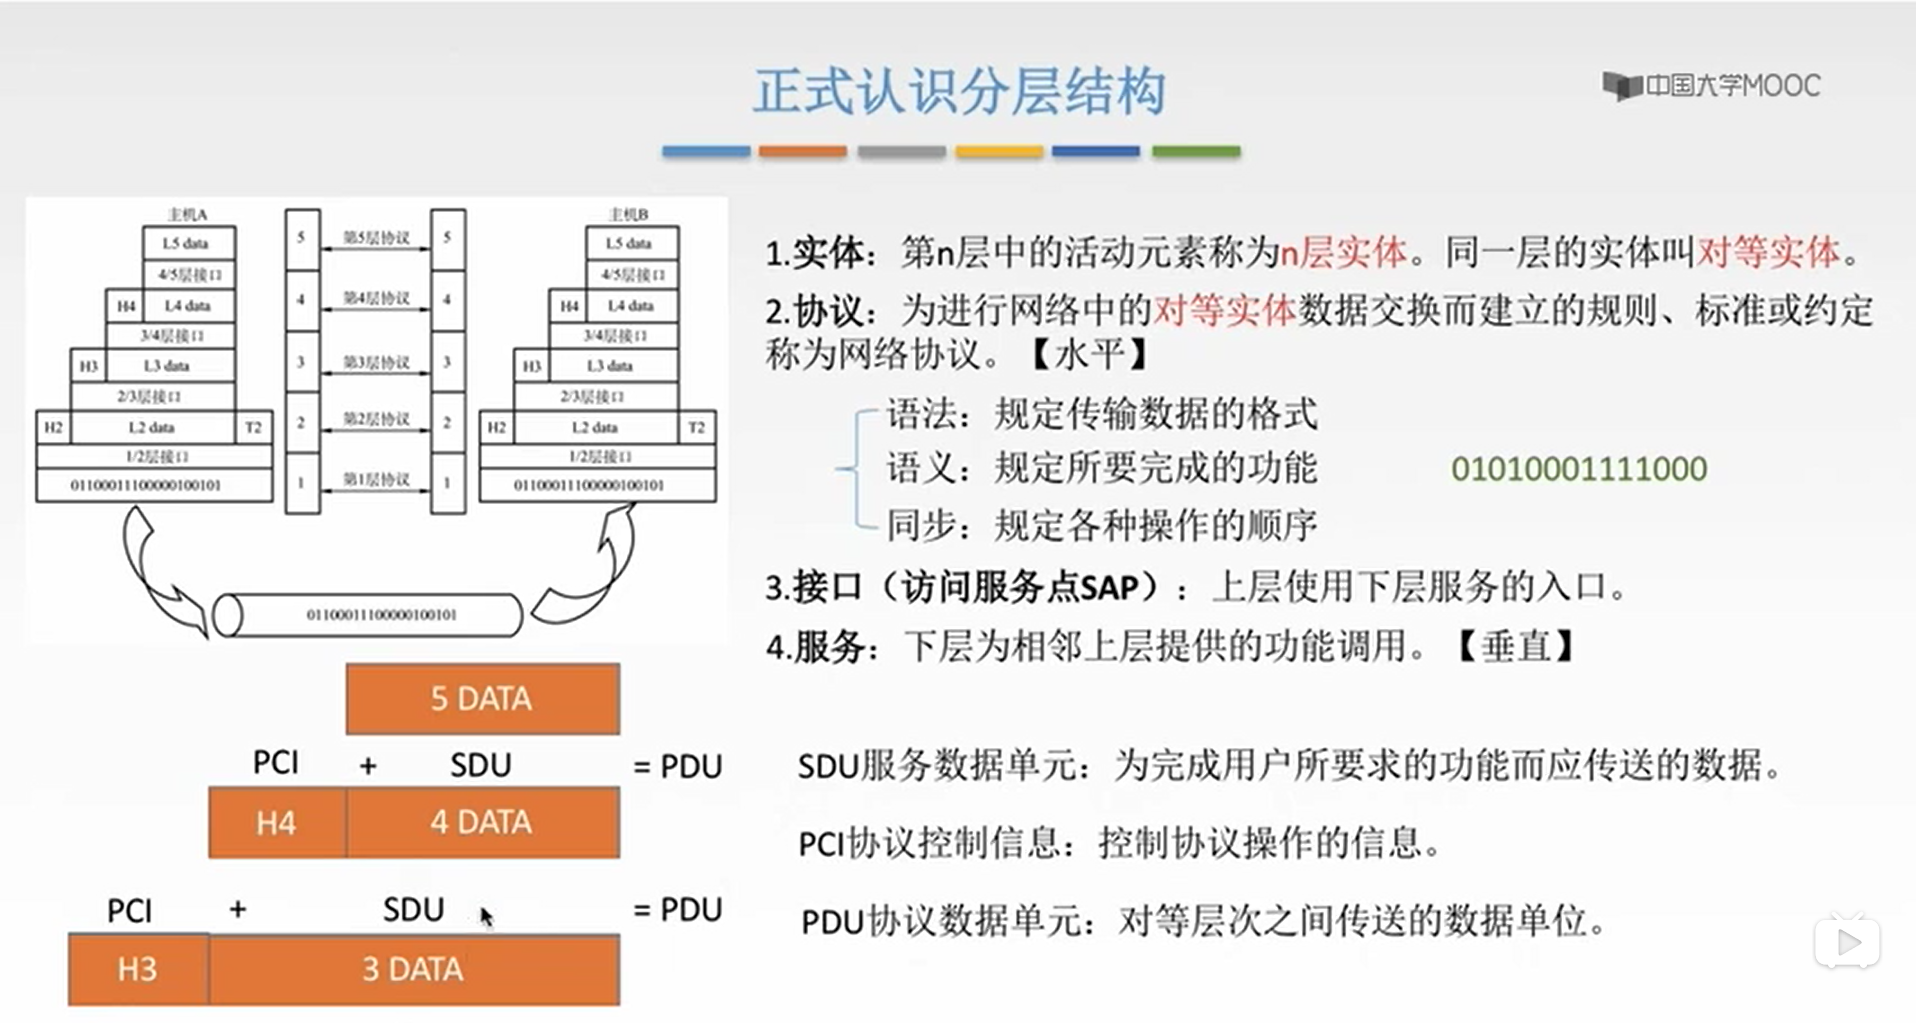 正式认识分层结构
中国大学MOOC
主机A
L5 data
4/5层接口
H4 L4 data
3/4层接口
H3 L3 data
2/3层接口
H2 L2 data T2
1/2层接口
01100011100000100101
5 第5层协议 5
4 第4层协议 4
3 第3层协议 3
2 第2层协议 2
1 第1层协议 1
主机B
L5 data
4/5层接口
H4 L4 data
3/4层接口
H3 L3 data
2/3层接口
H2 L2 data T2
1/2层接口
01100011100000100101
01100011100000100101
5 DATA
PCI + SDU = PDU
H4 4 DATA
PCI + SDU = PDU
H3 3 DATA
1.实体：第n层中的活动元素称为n层实体。同一层的实体叫对等实体。
2.协议：为进行网络中的对等实体数据交换而建立的规则、标准或约定
称为网络协议。【水平】
语法：规定传输数据的格式
语义：规定所要完成的功能
01010001111000
同步：规定各种操作的顺序
3.接口（访问服务点SAP）：上层使用下层服务的入口。
4.服务：下层为相邻上层提供的功能调用。【垂直】
SDU服务数据单元：为完成用户所要求的功能而应传送的数据。
PCI协议控制信息：控制协议操作的信息。
PDU协议数据单元：对等层次之间传送的数据单位。